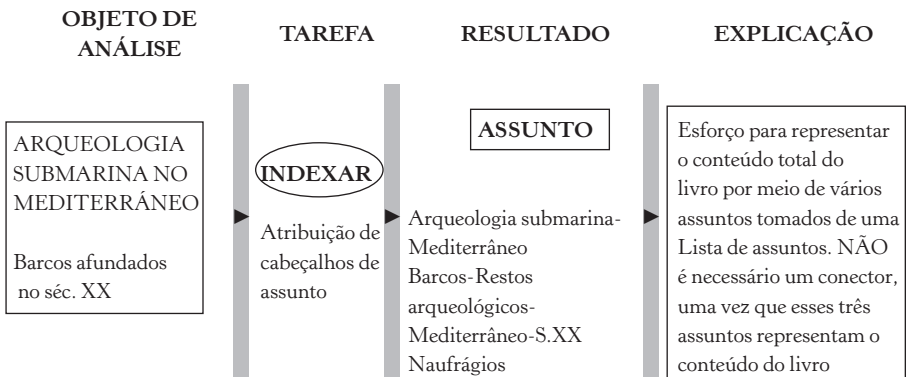 OBJETO DE
ANÁLISE
TAREFA
RESULTADO
EXPLICAÇÃO
ARQUEOLOGIA
SUBMARINA NO
MEDITERRÁNEO
Barcos afundados
no séc. XX
INDEXAR
Atribuição de
cabeçalhos de
assunto
ASSUNTO
Arqueologia submarina-
Mediterrâneo
Barcos-Restos
arqueológicos-
Mediterrâneo-S.XX
Naufrágios
Esforço para representar
o conteúdo total do
livro por meio de vários
assuntos tomados de uma
Lista de assuntos. NÃO
é necessário um conector,
uma vez que esses três
assuntos representam o
conteúdo do livro